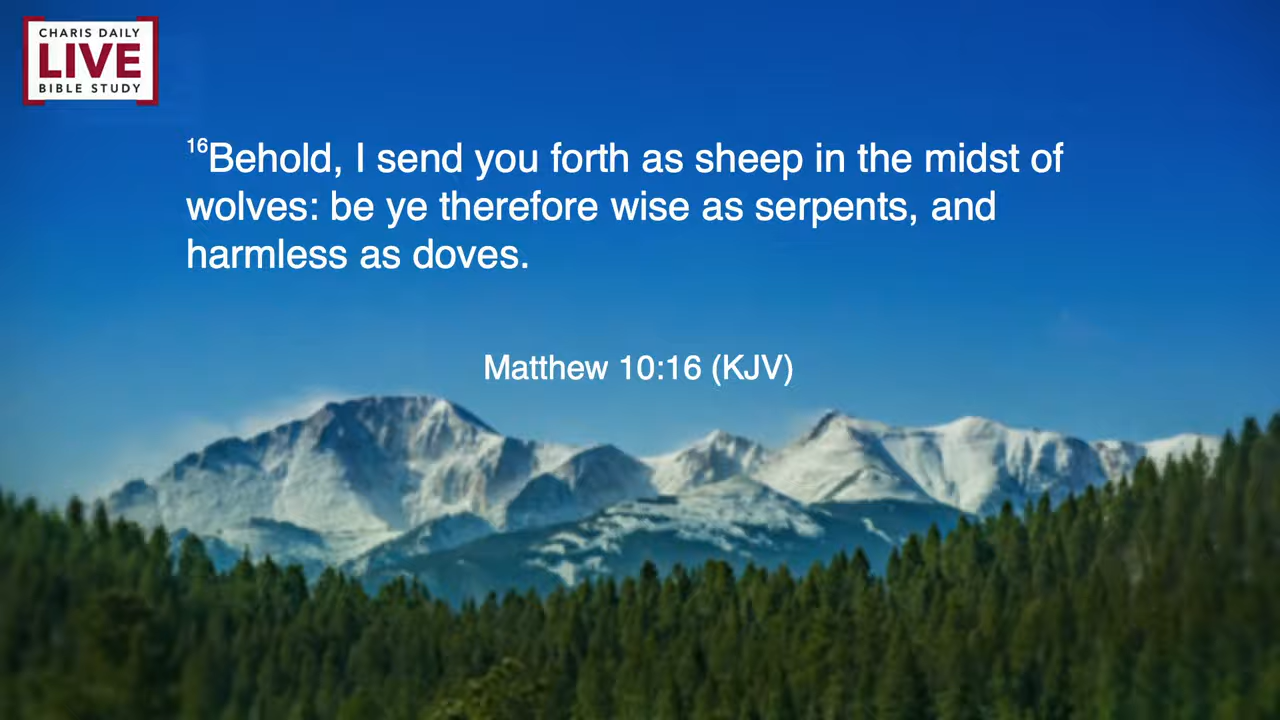 CHARIS DAILY
LIVE
BIBLE STUDY
16Behold, I send you forth as sheep in the midst of
wolves: be ye therefore wise as serpents, and
harmless as doves.
Matthew 10:16 (KJV)